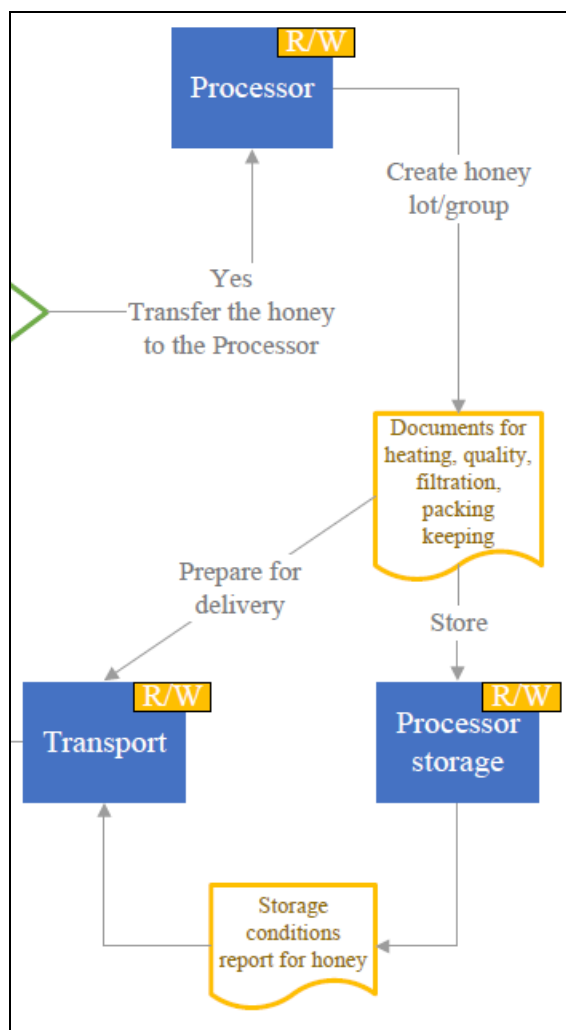 R/W
Processor
Create honey
lot/group
Yes
Transfer the honey
to the Processor
Documents for
heating, quality,
filtration,
packing
keeping
Prepare for
delivery
Store
R/W
Transport
R/W
Processor
storage
Storage
conditions
report for honey